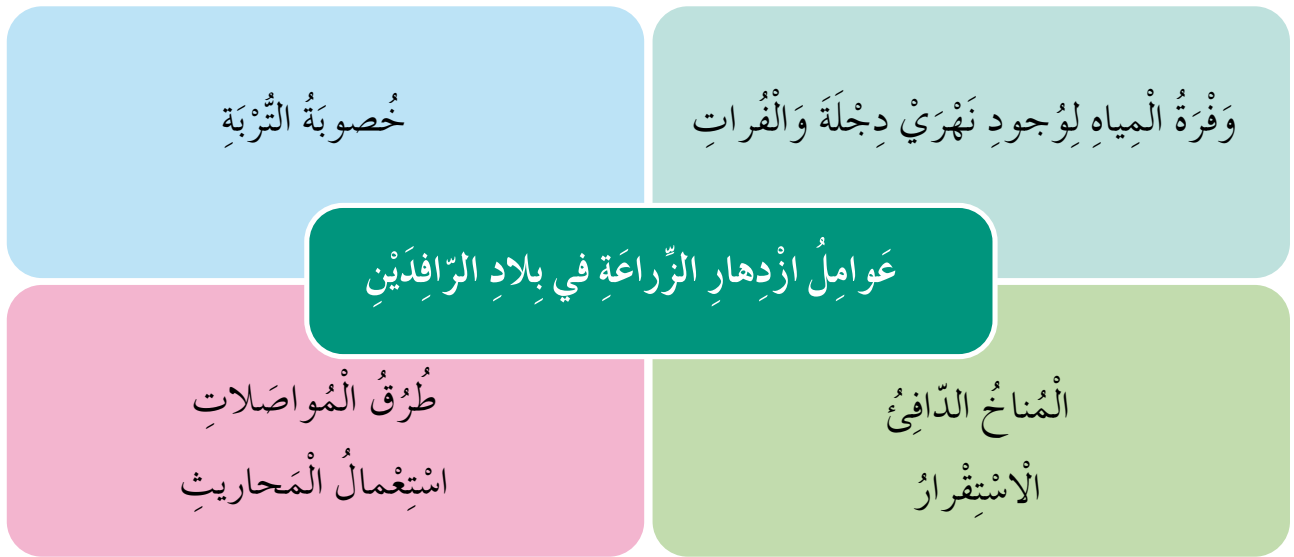 وَفْرَةُ الْمِياهِ لِوُجودِ نَهْرَيْ دِجْلَةَ وَالْفُراتِ
خُصوبَةُ التُّرْبَةِ
عَوامِلُ ازْدِهارِ الزِّراعَةِ في بِلادِ الرّافِدَيْنِ
الْمُناخُ الدّافِئُ
الْاسْتِقْرارُ
طُرُقُ الْمُواصَلاتِ
اسْتِعْمالُ الْمَحاريثِ